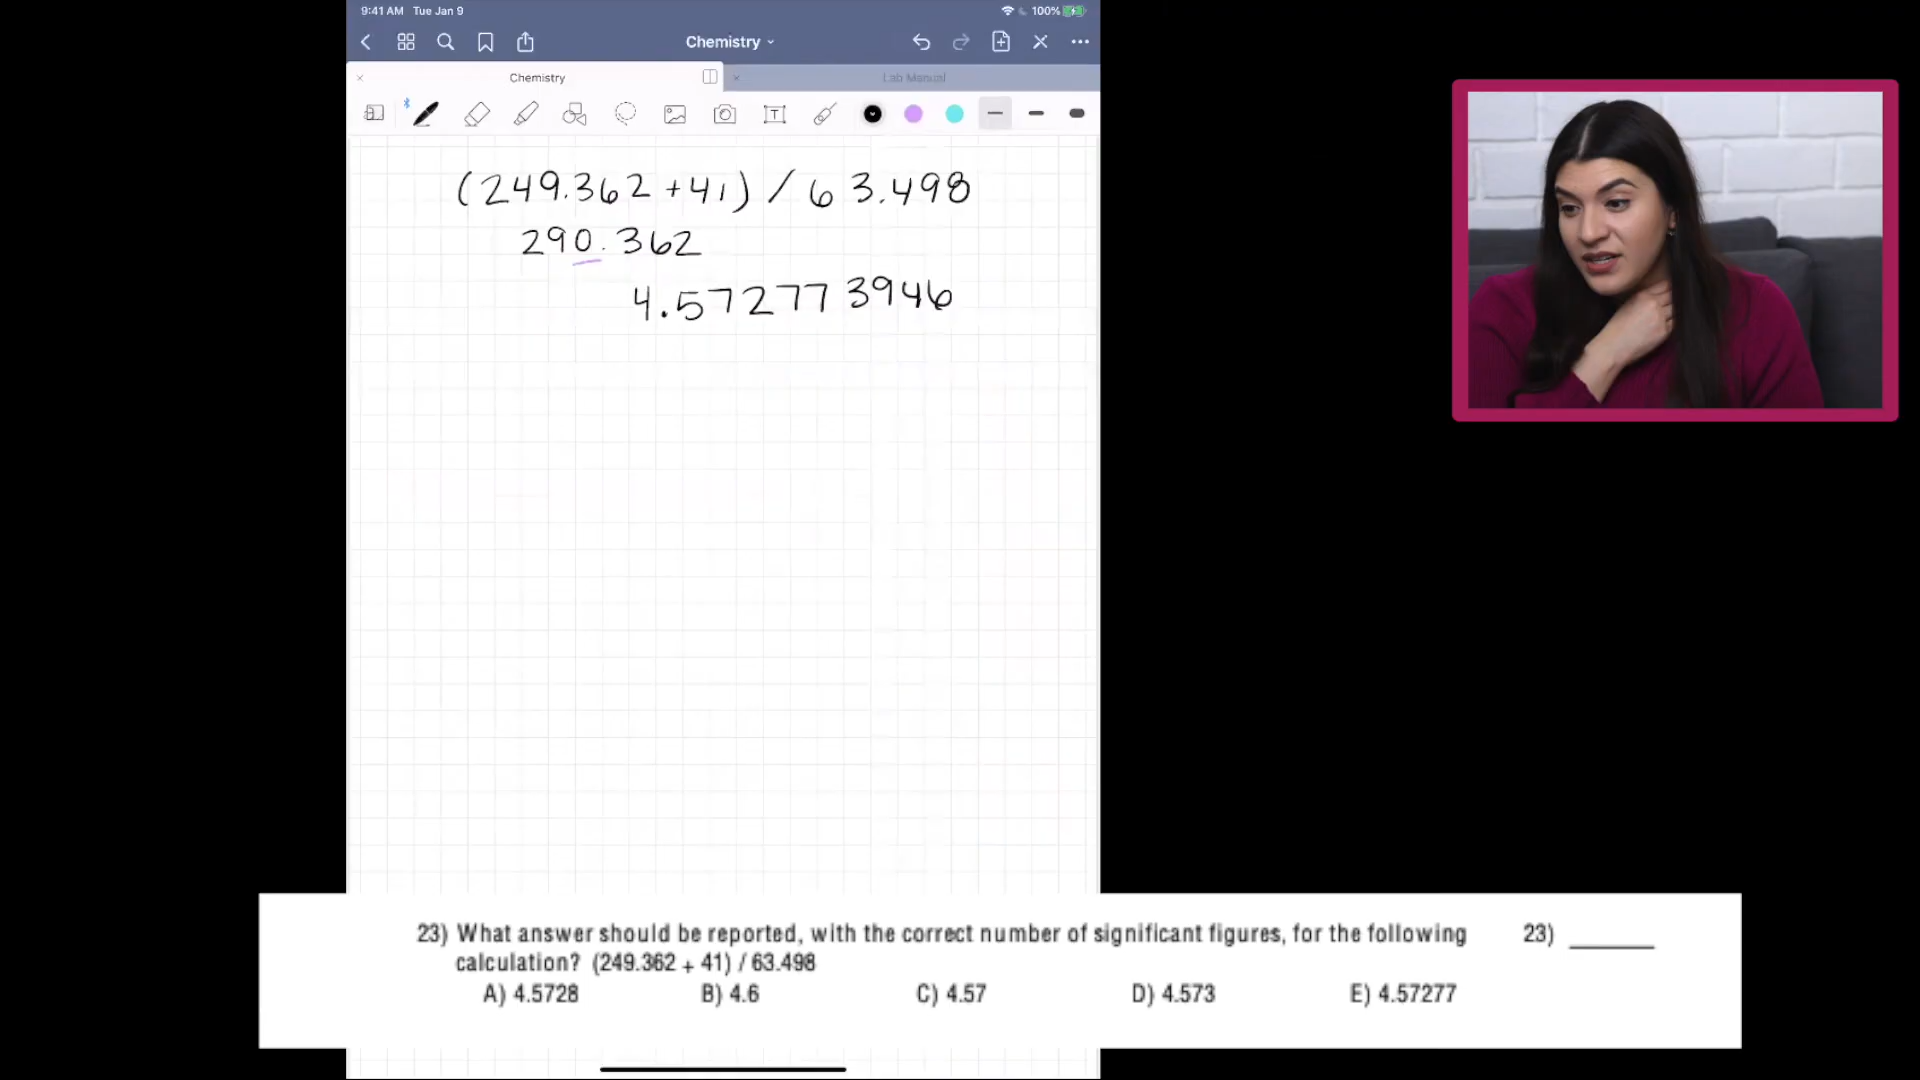 9:41 AM Tue Jan 9
100%
Chemistry
Chemistry
Lab Manual
T
(249.362 + 41) / 63.498
290.362
4.572773946
23) What answer should be reported, with the correct number of significant figures, for the following 23) ______
calculation? (249.362 + 41) / 63.498
A) 4.5728 B) 4.6 C) 4.57 D) 4.573 E) 4.57277